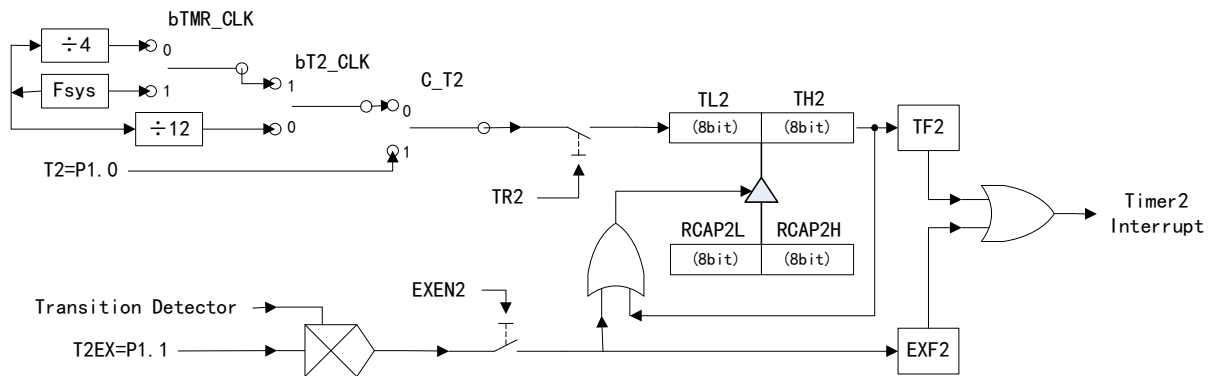 bTMR_CLK
÷4
0
bT2_CLK
1
C_T2
Fsys
1
0
TL2
TH2
÷12
0
(8bit)
(8bit)
TF2
1
T2=P1.0
TR2
Timer2
Interrupt
RCAP2L
RCAP2H
(8bit)
(8bit)
EXEN2
Transition Detector
T2EX=P1.1
EXF2